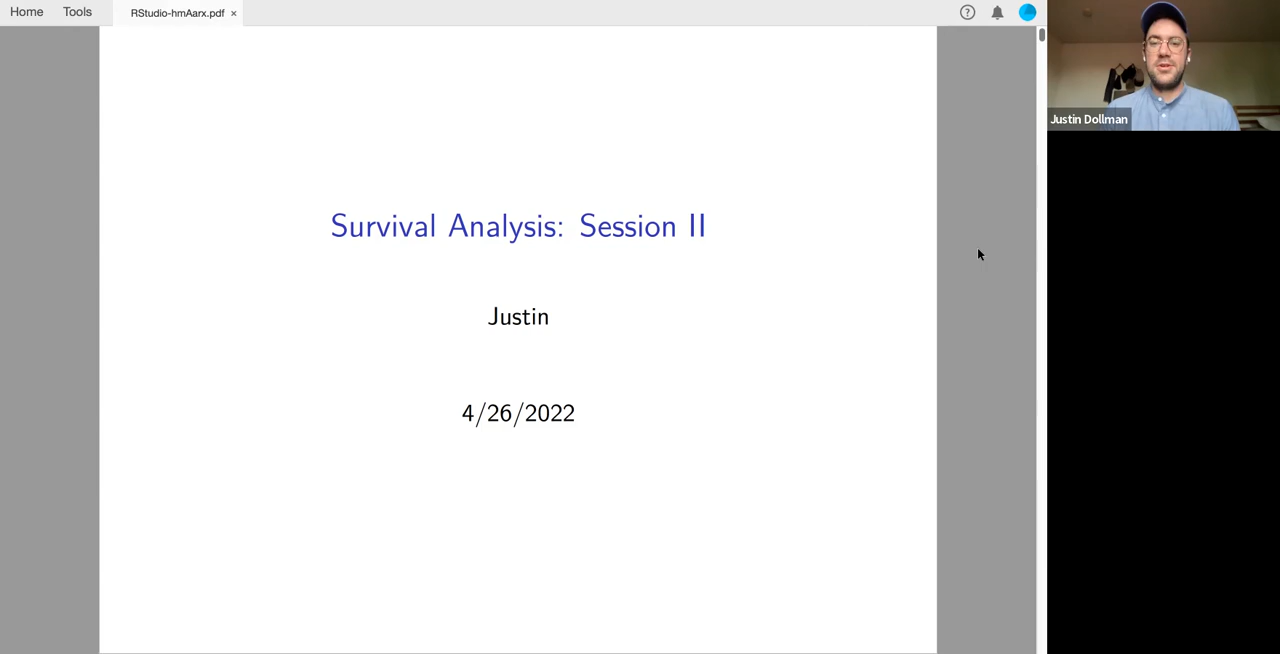 Home Tools RStudio-hmAarx.pdf ×
Justin Dollman
Survival Analysis: Session II
Justin
4/26/2022